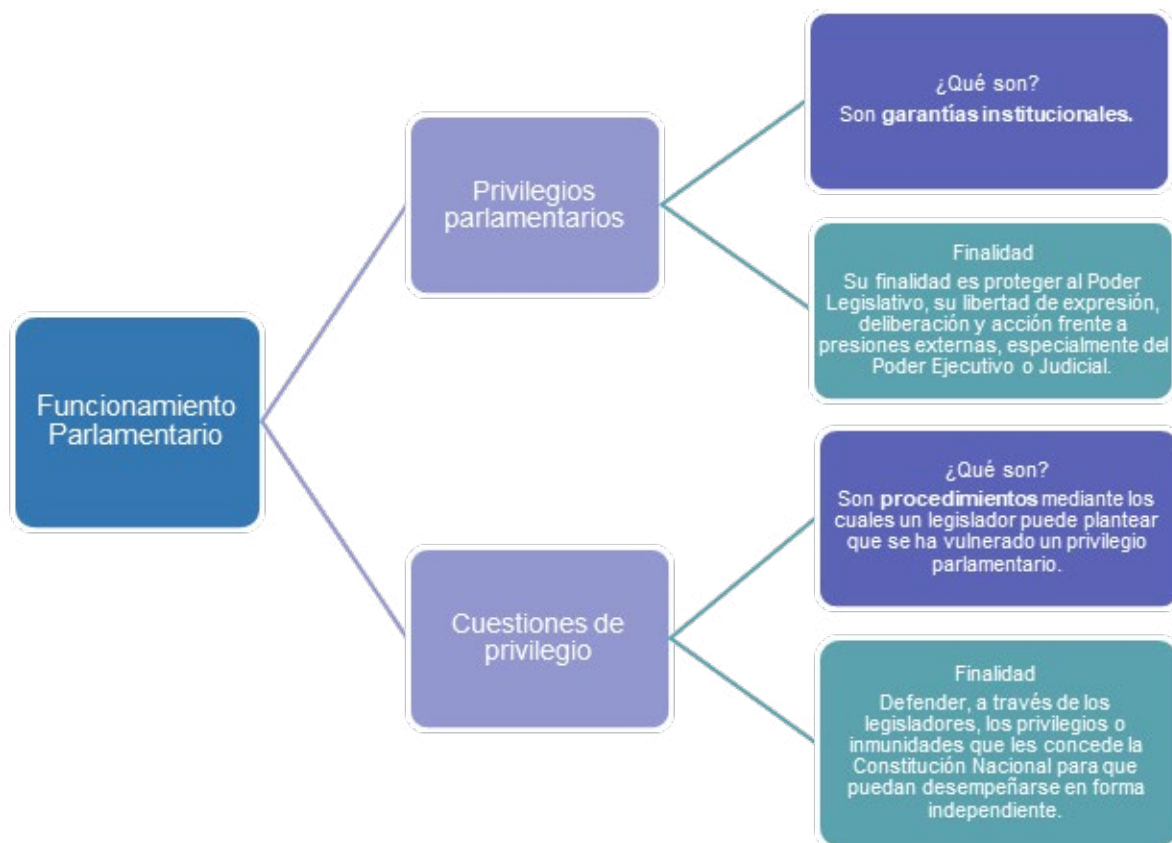 Funcionamiento
Parlamentario
Privilegios
parlamentarios
¿Qué son?
Son garantías institucionales.
Finalidad
Su finalidad es proteger al Poder
Legislativo, su libertad de expresión,
deliberación y acción frente a
presiones externas, especialmente del
Poder Ejecutivo o Judicial.
Cuestiones de
privilegio
¿Qué son?
Son procedimientos mediante los
cuales un legislador puede plantear
que se ha vulnerado un privilegio
parlamentario.
Finalidad
Defender, a través de los
legisladores, los privilegios o
inmunidades que les concede la
Constitución Nacional para que
puedan desempeñarse en forma
independiente.